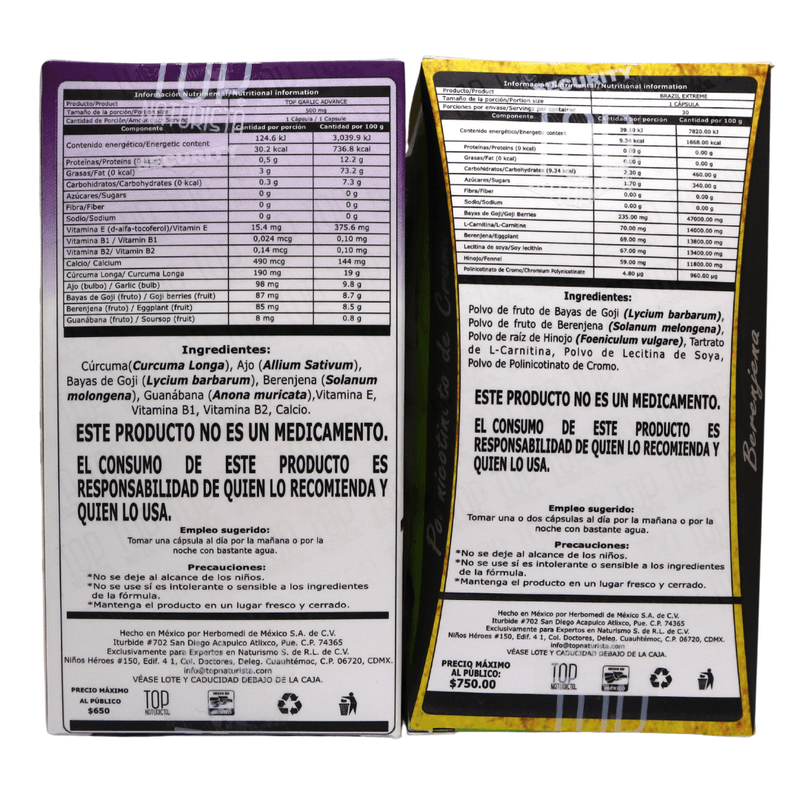 Información Nutrimental/Nutritional information
Producto/Product TOP GARLIC ADVANCE
Tamaño de la porción/Portion size 500 mg
Cantidad de Porción/Amount 1 Cápsula / 1 Capsule
Componente Cantidad por porción Cantidad por 100 g
Contenido energético/Energetic content 124.6 kJ 3,039.9 kJ
30.2 kcal 736.8 kcal
Proteínas/Proteins (0 kcal) 0,5 g 12.2 g
Grasas/Fat (0 kcal) 3 g 73.2 g
Carbohidratos/Carbohydrates (0 kcal) 0.3 g 7.3 g
Azúcares/Sugars 0 g 0 g
Fibra/Fiber 0 g 0 g
Sodio/Sodium 0 g 0 g
Vitamina E (d-alfa-tocoferol)/Vitamin E 15.4 mg 375.6 mg
Vitamina B1 / Vitamin B1 0,024 mcg 0,10 mg
Vitamina B2/ Vitamin B2 0,14 mcg 0,10 mg
Calcio/ Calcium 490 mcg 144 mg
Cúrcuma Longa/ Curcuma Longa 190 mg 19 g
Ajo (bulbo) / Garlic (bulb) 98 mg 9.8 g
Bayas de Goji (fruto) / Goji berries (fruit) 87 mg 8.7 g
Berenjena (fruto) / Eggplant (fruit) 85 mg 8.5 g
Guanábana (fruto) / Soursop (fruit) 8 mg 0.8 g
Ingredientes:
Cúrcuma(Curcuma Longa), Ajo (Allium Sativum),
Bayas de Goji (Lycium barbarum), Berenjena (Solanum
molongena), Guanábana (Anona muricata),Vitamina E,
Vitamina B1, Vitamina B2, Calcio.
ESTE PRODUCTO NO ES UN MEDICAMENTO.
EL CONSUMO DE ESTE PRODUCTO ES
RESPONSABILIDAD DE QUIEN LO RECOMIENDA Y
QUIEN LO USA.
Empleo sugerido:
Tomar una cápsula al día por la mañana o por la
noche con bastante agua.
Precauciones:
*No se deje al alcance de los niños.
*No se use sí es intolerante o sensible a los ingredientes
de la fórmula.
*Mantenga el producto en un lugar fresco y cerrado.
Hecho en México por Herbomedi de México S.A. de C.V.
Iturbide #702 San Diego Acapulco Atlixco, Pue. C.P. 74365
Exclusivamente para Expertos en Naturismo S. de R.L. de C.V.
Niños Héroes #150, Edif. 4 1, Col. Doctores, Deleg. Cuauhtémoc, C.P. 06720, CDMX.
info@topnaturista.com
VÉASE LOTE Y CADUCIDAD DEBAJO DE LA CAJA.
PRECIO MÁXIMO
AL PÚBLICO
$650
TOP
Información Nutrimental/Nutritional information
Producto/Product BRAZIL EXTREME
Tamaño de la porción/Portion size 1 CÁPSULA
Porciones por envase/Servings per container 30
Componente Cantidad por porción Cantidad por 100 g
Contenido energético/Energetic content 39.10 kJ 7820.00 kJ
9.34 kcal 1868.00 kcal
Proteínas/Proteins (0 kcal) 0.00 g 0.00 g
Grasas/Fat (0 kcal) 0.00 g 0.00 g
Carbohidratos/Carbohydrates (9.34 kcal) 2.30 g 460.00 g
Azúcares/Sugars 1.70 g 340.00 g
Fibra/Fiber 0.00 g 0.00 g
Sodio/Sodium 0.00 g 0.00 g
Bayas de Goji/Goji Berries 235.00 mg 47000.00 mg
L-Carnitina/L-Carnitine 70.00 mg 14000.00 mg
Berenjena/Eggplant 69.00 mg 13800.00 mg
Lecitina de soya/Soy lecithin 67.00 mg 13400.00 mg
Hinojo/Fennel 59.00 mg 11800.00 mg
Polinicotinato de Cromo/Chromium Polynicotinate 4.80 µg 960.00 µg
Ingredientes:
Polvo de fruto de Bayas de Goji (Lycium barbarum),
Polvo de fruto de Berenjena (Solanum melongena),
Polvo de raíz de Hinojo (Foeniculum vulgare), Tartrato
de L-Carnitina, Polvo de Lecitina de Soya,
Polvo de Polinicotinato de Cromo.
ESTE PRODUCTO NO ES UN MEDICAMENTO.
EL CONSUMO DE ESTE PRODUCTO ES
RESPONSABILIDAD DE QUIEN LO RECOMIENDA Y
QUIEN LO USA.
Empleo sugerido:
Tomar una o dos cápsulas al día por la mañana o por la
noche con bastante agua.
Precauciones:
*No se deje al alcance de los niños.
*No se use sí es intolerante o sensible a los ingredientes
de la fórmula.
*Mantenga el producto en un lugar fresco y cerrado.
Hecho en México por Herbomedi de México S.A. de C.V.
Iturbide #702 San Diego Acapulco Atlixco, Pue. C.P. 74365
Exclusivamente para Expertos en Naturismo S. de R.L. de C.V.
Niños Héroes #150, Edif. 4 1, Col. Doctores, Deleg. Cuauhtémoc, C.P. 06720, CDMX.
info@topnaturista.com
VÉASE LOTE Y CADUCIDAD DEBAJO DE LA CAJA.
PRECIO MÁXIMO
AL PÚBLICO:
$750.00
TOP
Berenjena